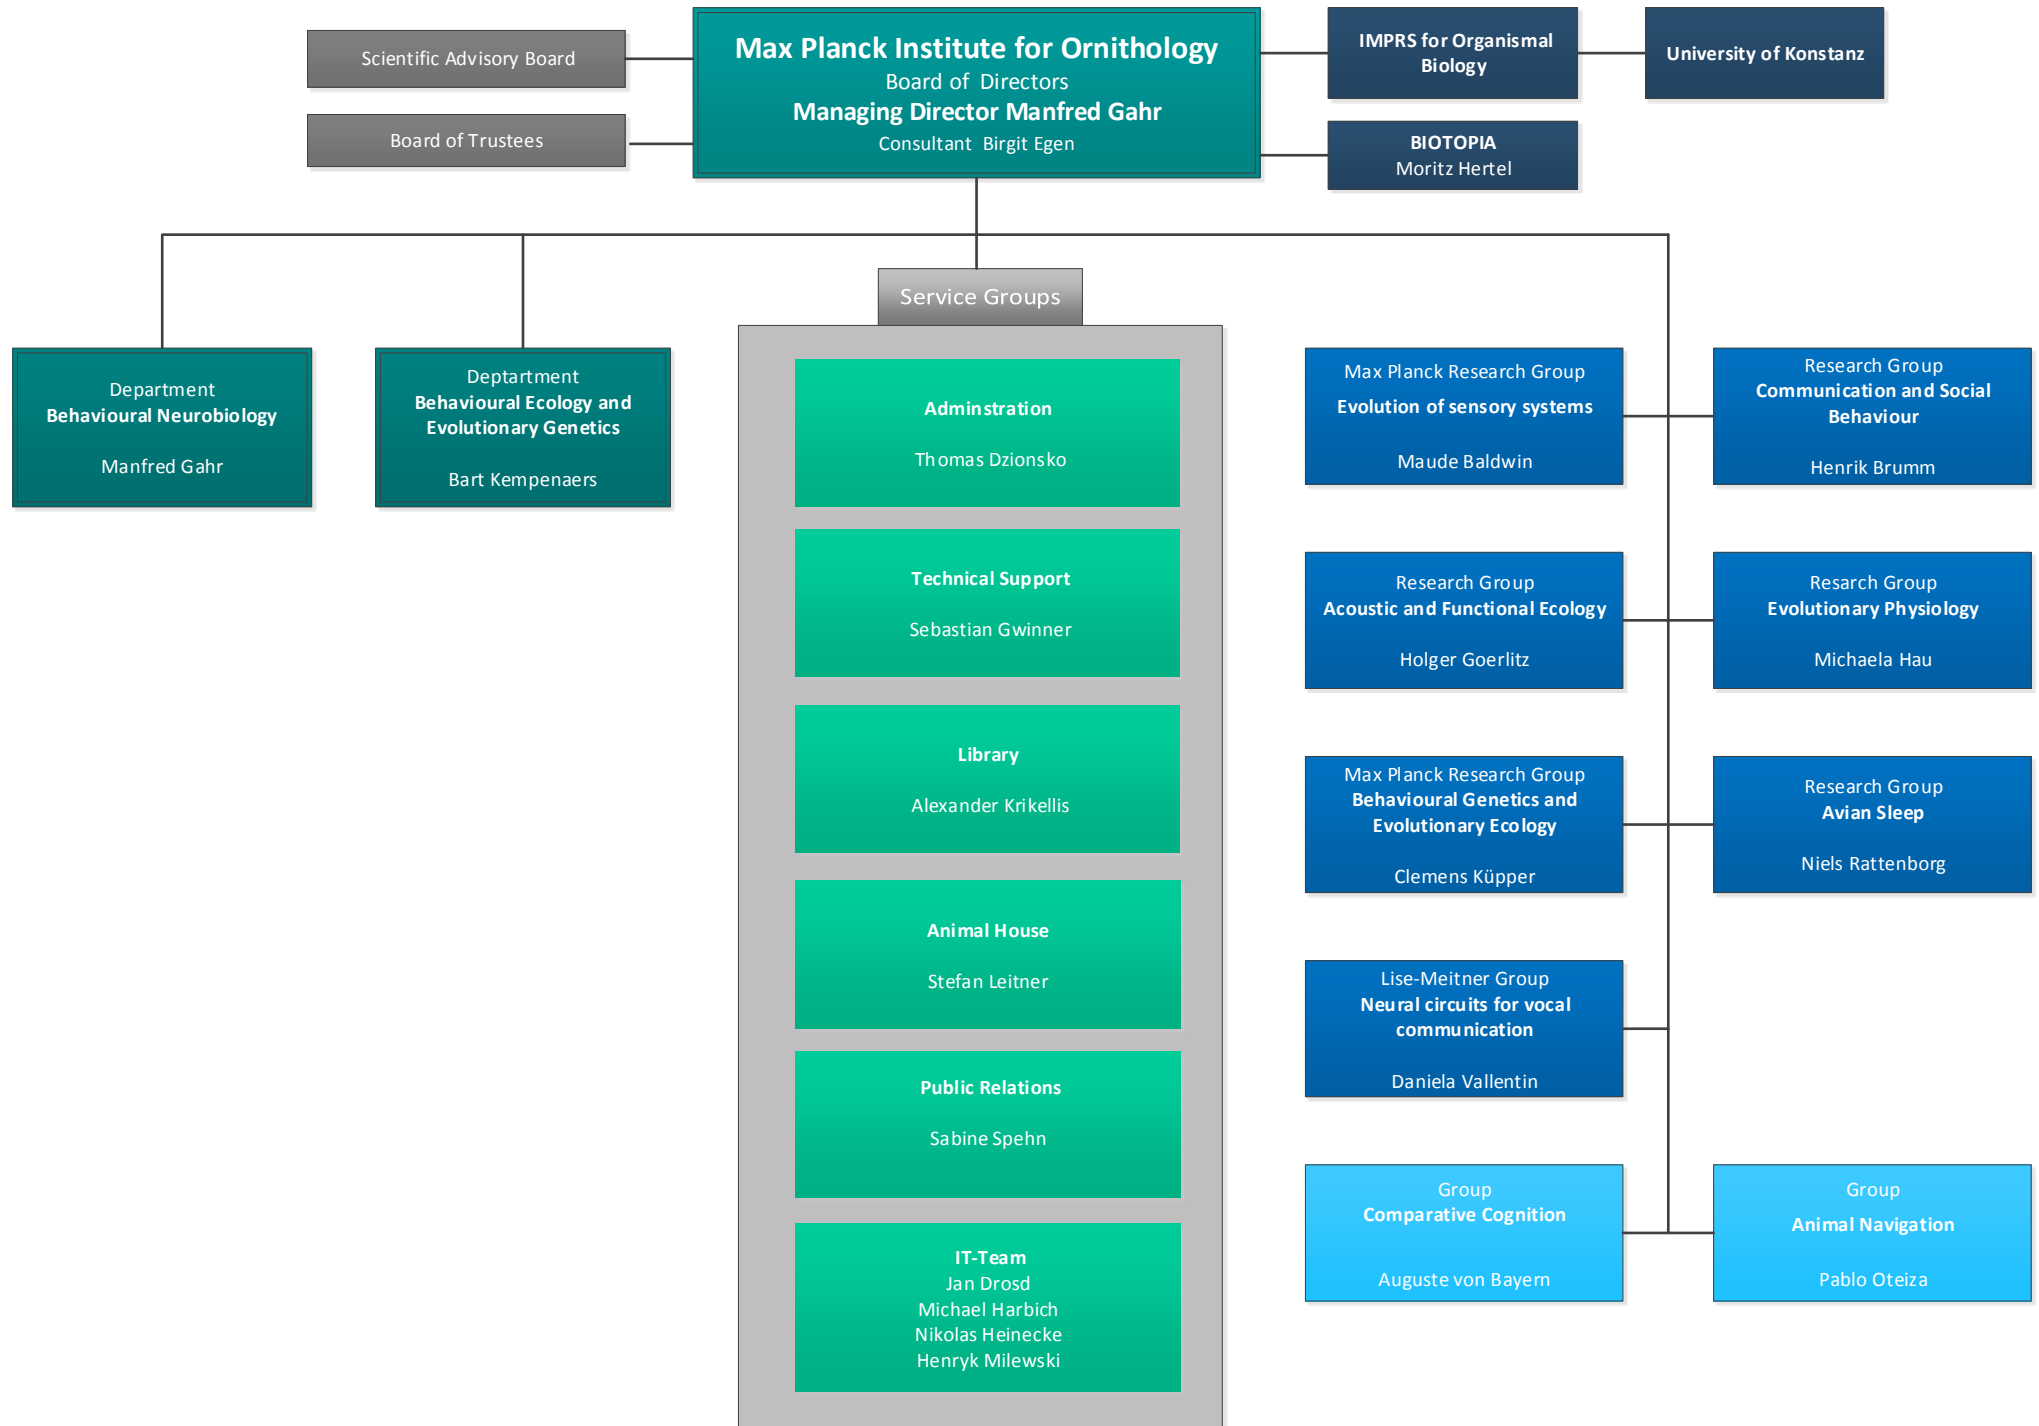 Scientific Advisory Board
Board of Trustees
Max Planck Institute for Ornithology
Board of Directors
Managing Director Manfred Gahr
Consultant Birgit Egen
IMPRS for Organismal
Biology
University of Konstanz
BIOTOPIA
Moritz Hertel
Department
Behavioural Neurobiology
Manfred Gahr
Deptartment
Behavioural Ecology and
Evolutionary Genetics
Bart Kempenaers
Service Groups
Adminstration
Thomas Dzionsko
Technical Support
Sebastian Gwinner
Library
Alexander Krikellis
Animal House
Stefan Leitner
Public Relations
Sabine Spehn
IT-Team
Jan Drosd
Michael Harbich
Nikolas Heinecke
Henryk Milewski
Max Planck Research Group
Evolution of sensory systems
Maude Baldwin
Research Group
Communication and Social
Behaviour
Henrik Brumm
Research Group
Acoustic and Functional Ecology
Holger Goerlitz
Resarch Group
Evolutionary Physiology
Michaela Hau
Max Planck Research Group
Behavioural Genetics and
Evolutionary Ecology
Clemens Küpper
Research Group
Avian Sleep
Niels Rattenborg
Lise-Meitner Group
Neural circuits for vocal
communication
Daniela Vallentin
Group
Comparative Cognition
Auguste von Bayern
Group
Animal Navigation
Pablo Oteiza